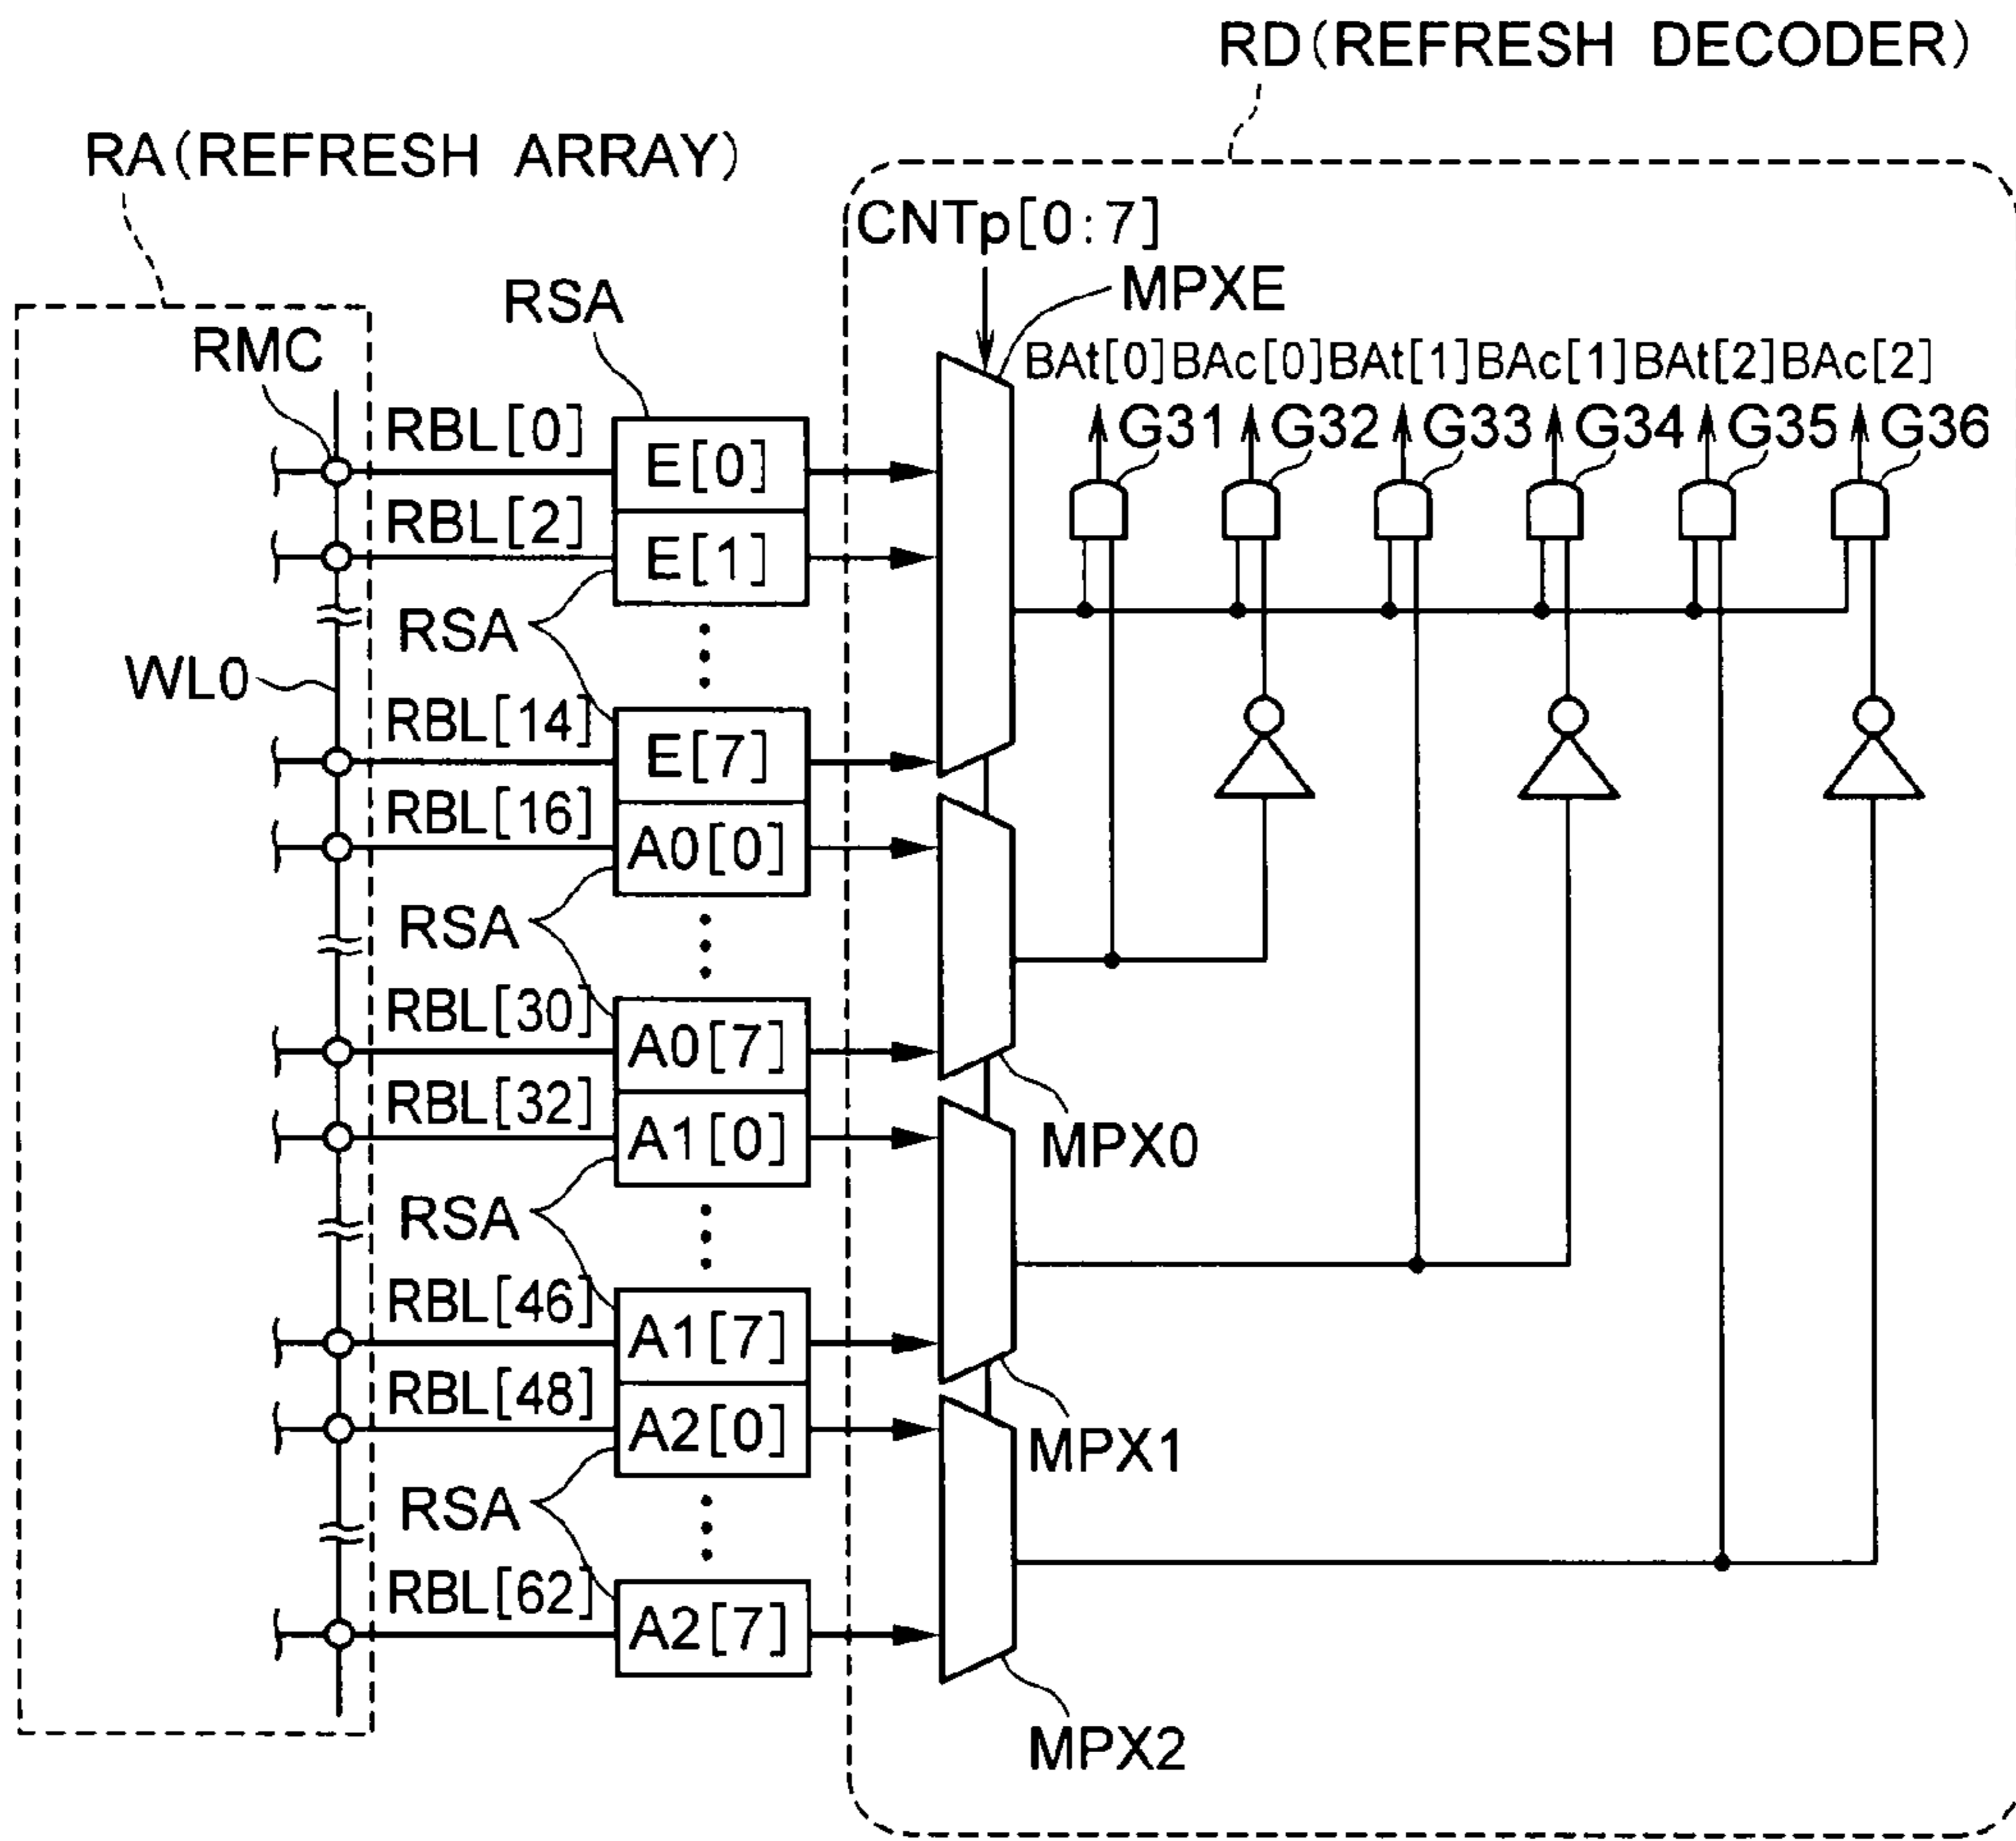 RD(REFRESH DECODER)
RA(REFRESH ARRAY)
CNTp[0:7]
RSA
MPXE
RMC
BAt[0] BAc[0] BAt[1] BAc[1] BAt[2] BAc[2]
RBL[0]
G31 G32 G33 G34 G35 G36
E[0]
RBL[2]
E[1]
RSA
WL0
RBL[14]
E[7]
RBL[16]
A0[0]
RSA
RBL[30]
A0[7]
RBL[32]
A1[0]
MPX0
RSA
RBL[46]
A1[7]
RBL[48]
A2[0]
MPX1
RSA
RBL[62]
A2[7]
MPX2